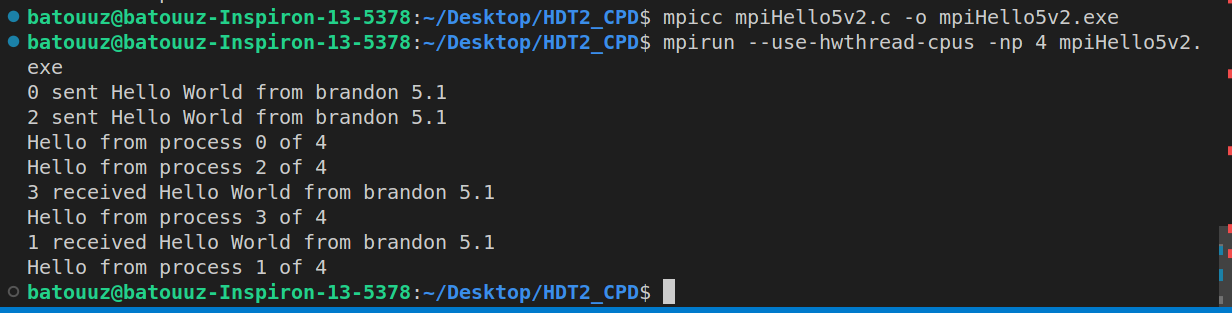 batouuz@batouuz-Inspiron-13-5378:~/Desktop/HDT2_CPD$ mpicc mpiHello5v2.c -o mpiHello5v2.exe
batouuz@batouuz-Inspiron-13-5378:~/Desktop/HDT2_CPD$ mpirun --use-hwthread-cpus -np 4 mpiHello5v2.
exe
0 sent Hello World from brandon 5.1
2 sent Hello World from brandon 5.1
Hello from process 0 of 4
Hello from process 2 of 4
3 received Hello World from brandon 5.1
Hello from process 3 of 4
1 received Hello World from brandon 5.1
Hello from process 1 of 4
batouuz@batouuz-Inspiron-13-5378:~/Desktop/HDT2_CPD$